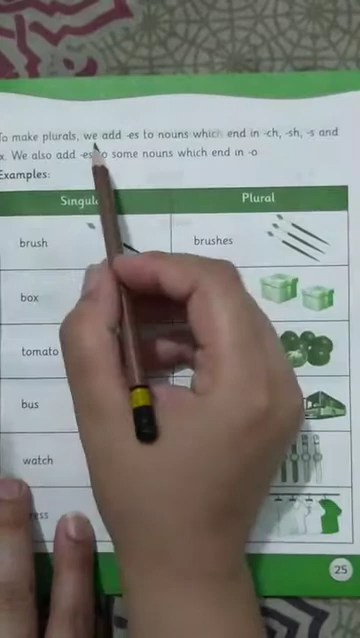 To make plurals, we add -es to nouns which end in -ch, -sh, -s and
x. We also add -es to some nouns which end in -o
Examples:
Plural
brush brushes
box
tomato
bus
watch
25